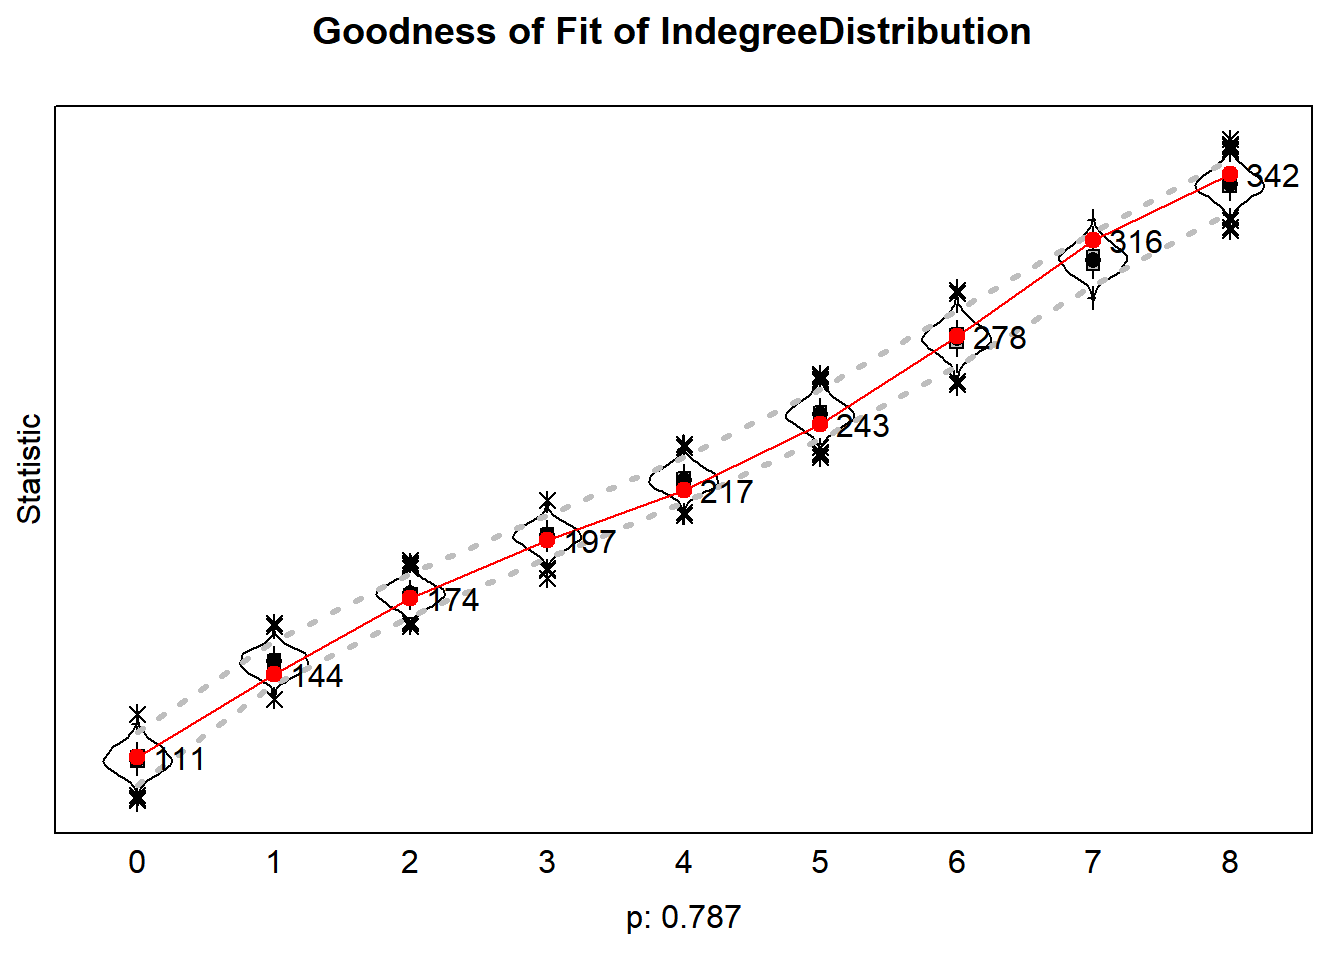 Goodness of Fit of IndegreeDistribution
Statistic
342
316
278
243
217
197
174
144
111
0 1 2 3 4 5 6 7 8
p: 0.787